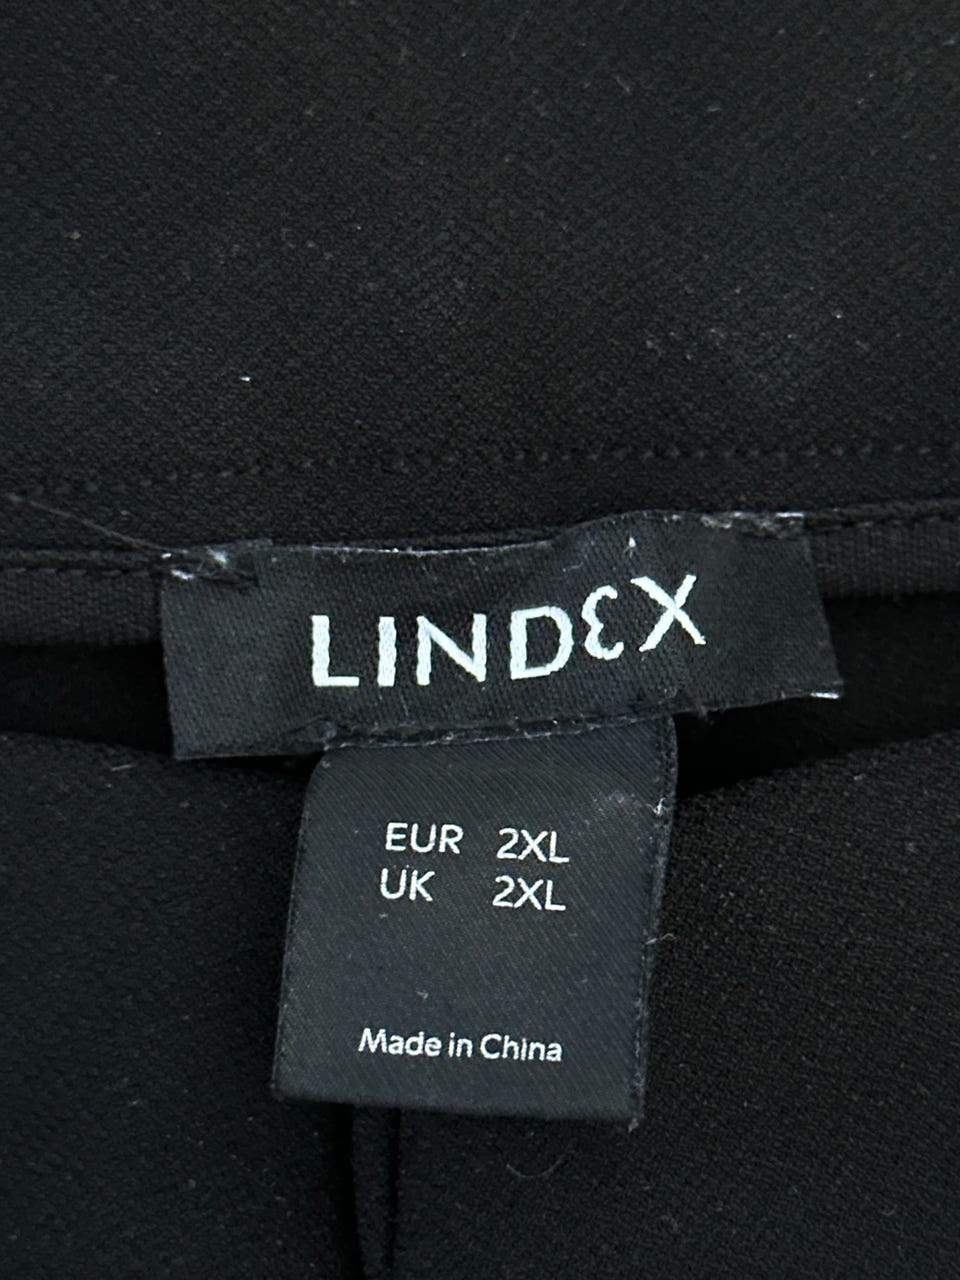 LINDEX
EUR 2XL
UK 2XL
Made in China